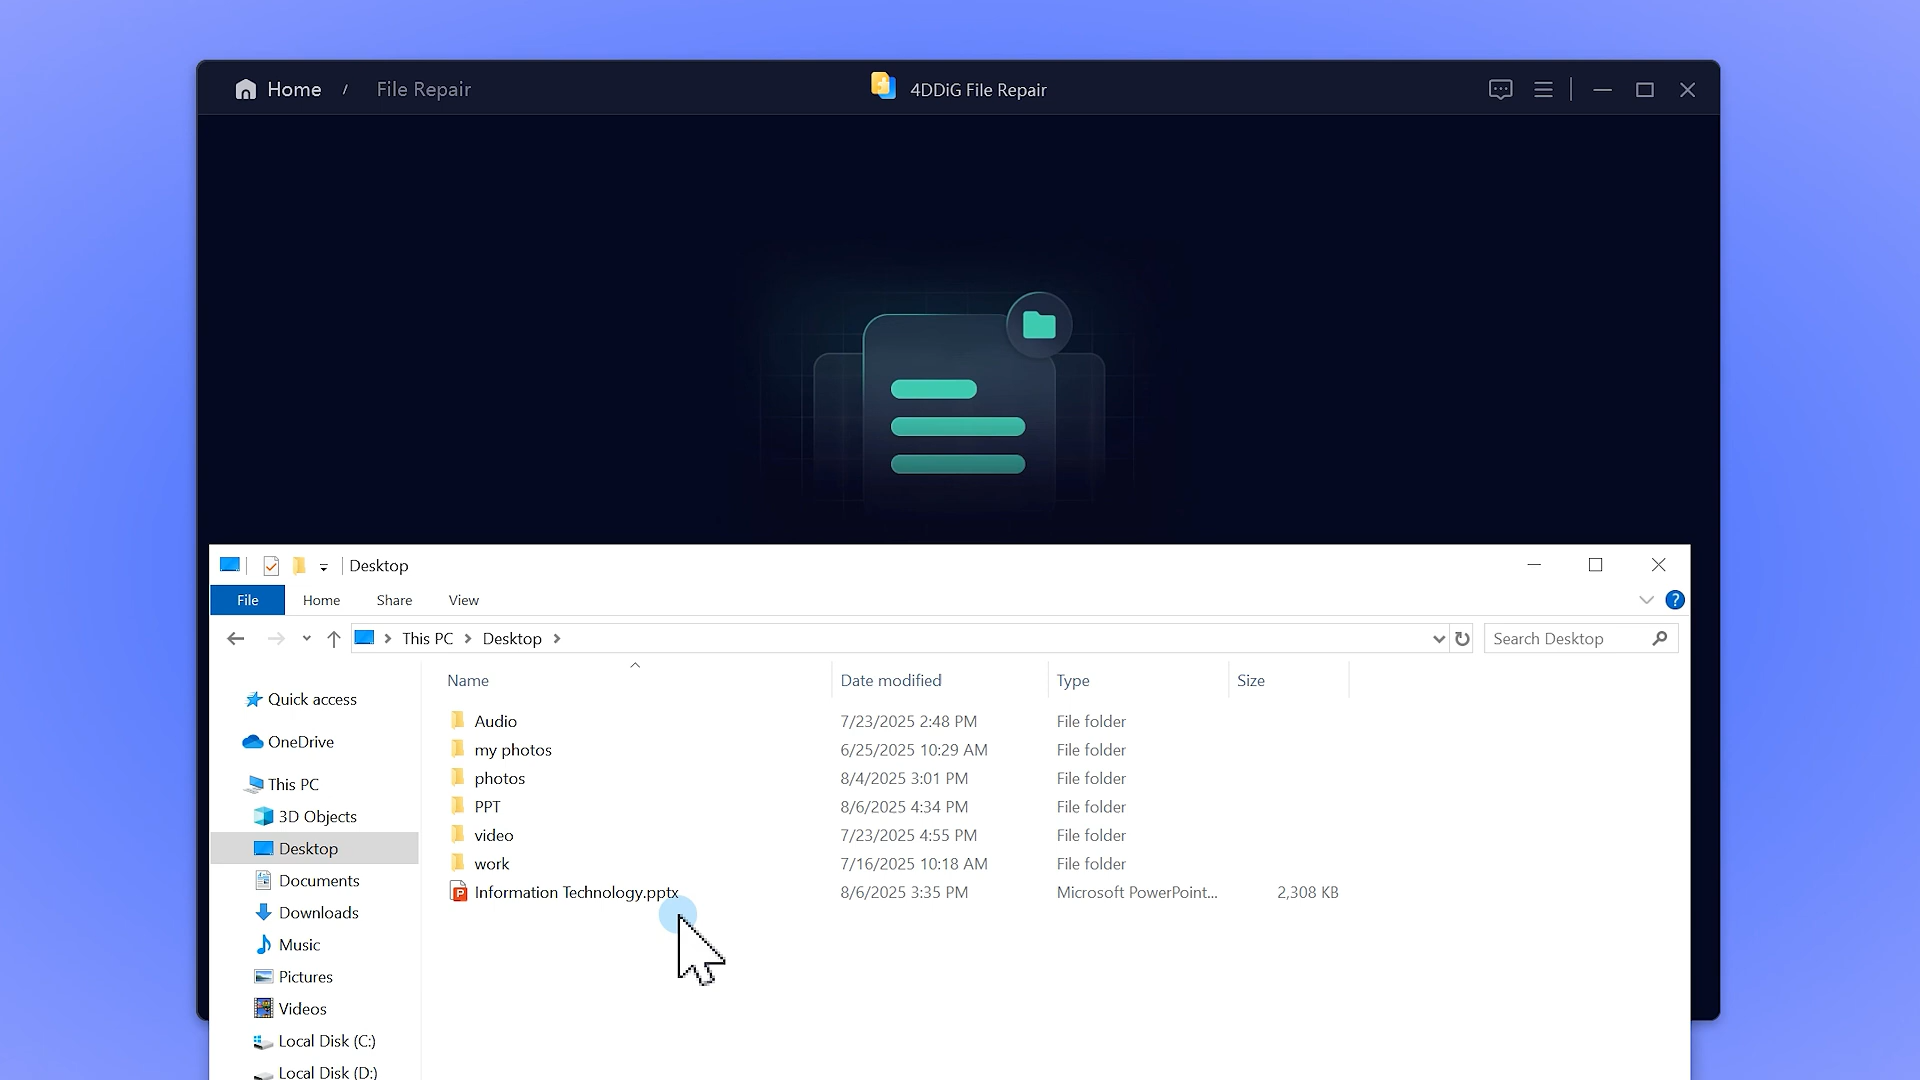 Home / File Repair
4DDiG File Repair
Desktop
File Home Share View
?
This PC Desktop
Search Desktop
Name Date modified Type Size
Quick access
OneDrive
This PC
3D Objects
Desktop
Documents
Downloads
Music
Pictures
Videos
Local Disk (C:)
Local Disk (D:)
Audio 7/23/2025 2:48 PM File folder
my photos 6/25/2025 10:29 AM File folder
photos 8/4/2025 3:01 PM File folder
PPT 8/6/2025 4:34 PM File folder
video 7/23/2025 4:55 PM File folder
work 7/16/2025 10:18 AM File folder
Information Technology.pptx 8/6/2025 3:35 PM Microsoft PowerPoint... 2,308 KB